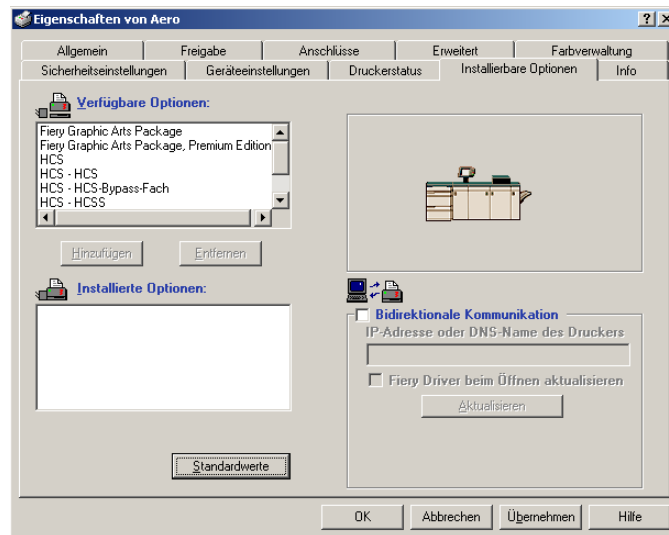 Eigenschaften von Aero
Allgemein Freigabe Anschlüsse Erweitert Farbverwaltung
Sicherheitseinstellungen Geräteeinstellungen Druckerstatus Installierbare Optionen Info
Verfügbare Optionen:
Fiery Graphic Arts Package
Fiery Graphic Arts Package, Premium Edition
HCS
HCS - HCS
HCS - HCS-Bypass-Fach
HCS - HCSS
Hinzufügen Entfernen
Installierte Optionen:
Bidirektionale Kommunikation
IP-Adresse oder DNS-Name des Druckers
Fiery Driver beim Öffnen aktualisieren
Aktualisieren
Standardwerte
OK Abbrechen Übernehmen Hilfe